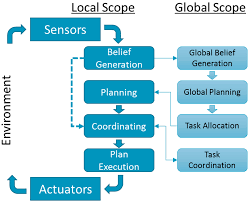 Local Scope
Global Scope
Sensors
Environment
Belief
Generation
Global Belief
Generation
Planning
Global Planning
Coordinating
Task Allocation
Plan
Execution
Task
Coordination
Actuators